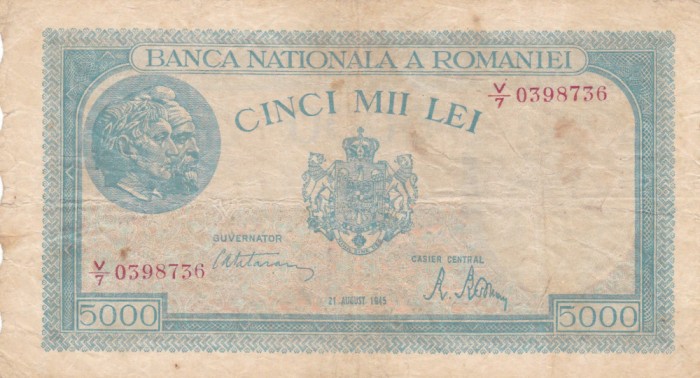 BANCA NATIONALA A ROMANIEI
CINCI MII LEI
V/7 0398736
GUVERNATOR
CASIER CENTRAL
V/7 0398736
21 AUGUST 1945
5000
5000